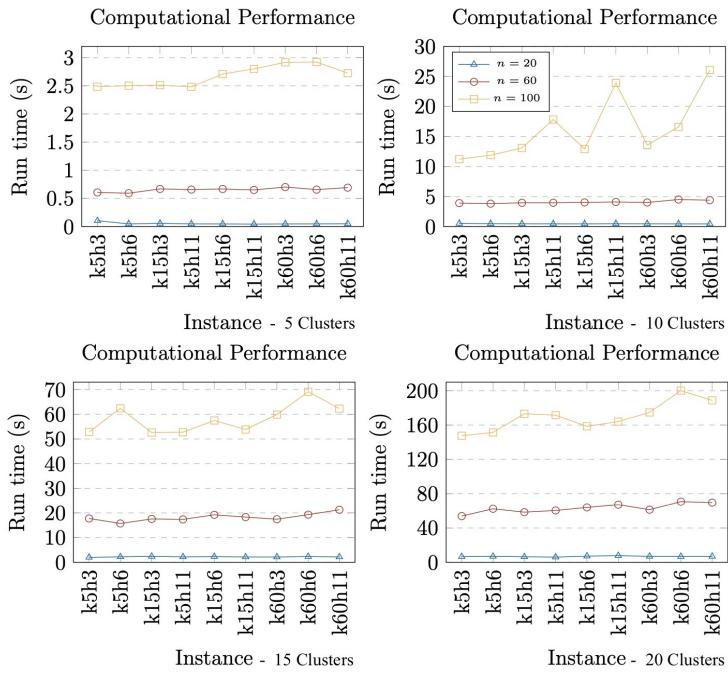 Computational Performance
Run time (s)
3
2.5
2
1.5
1
0.5
0
k5h3
k5h6
k15h3
k5h11
k15h6
k15h11
k60h3
k60h6
k60h11
Instance - 5 Clusters
Computational Performance
Run time (s)
30
25
20
15
10
5
0
n = 20
n = 60
n = 100
k5h3
k5h6
k15h3
k5h11
k15h6
k15h11
k60h3
k60h6
k60h11
Instance - 10 Clusters
Computational Performance
Run time (s)
70
60
50
40
30
20
10
0
k5h3
k5h6
k15h3
k5h11
k15h6
k15h11
k60h3
k60h6
k60h11
Instance - 15 Clusters
Computational Performance
Run time (s)
200
160
120
80
40
0
k5h3
k5h6
k15h3
k5h11
k15h6
k15h11
k60h3
k60h6
k60h11
Instance - 20 Clusters